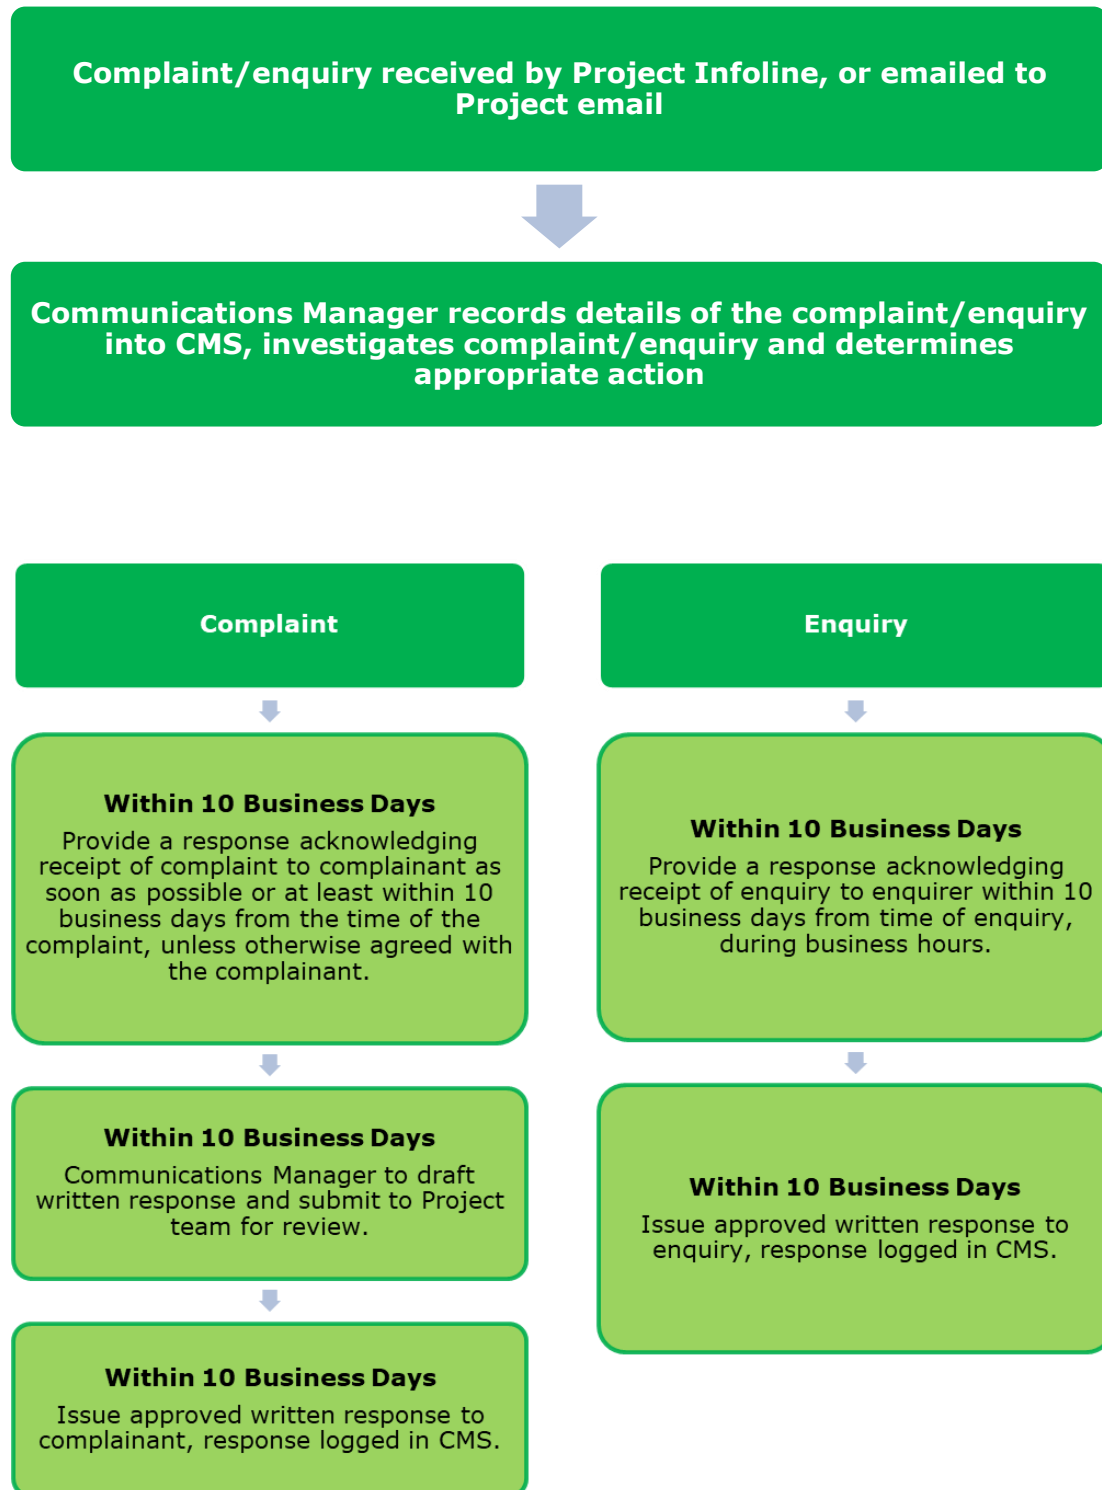 Complaint/enquiry received by Project Infoline, or emailed to
Project email
Communications Manager records details of the complaint/enquiry
into CMS, investigates complaint/enquiry and determines
appropriate action
Complaint
Within 10 Business Days
Provide a response acknowledging
receipt of complaint to complainant as
soon as possible or at least within 10
business days from the time of the
complaint, unless otherwise agreed with
the complainant.
Within 10 Business Days
Communications Manager to draft
written response and submit to Project
team for review.
Within 10 Business Days
Issue approved written response to
complainant, response logged in CMS.
Enquiry
Within 10 Business Days
Provide a response acknowledging
receipt of enquiry to enquirer within 10
business days from time of enquiry,
during business hours.
Within 10 Business Days
Issue approved written response to
enquiry, response logged in CMS.